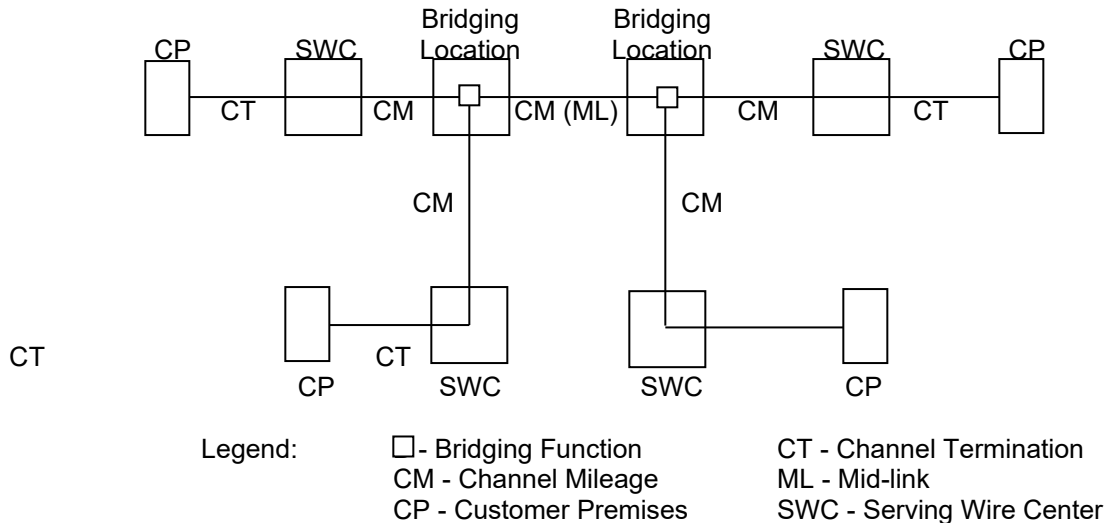 Bridging Bridging
CP SWC Location Location SWC CP
CT CM CM (ML) CM CT
CM CM
CT CT
CP SWC SWC CP
Legend: □- Bridging Function CT - Channel Termination
CM - Channel Mileage ML - Mid-link
CP - Customer Premises SWC - Serving Wire Center